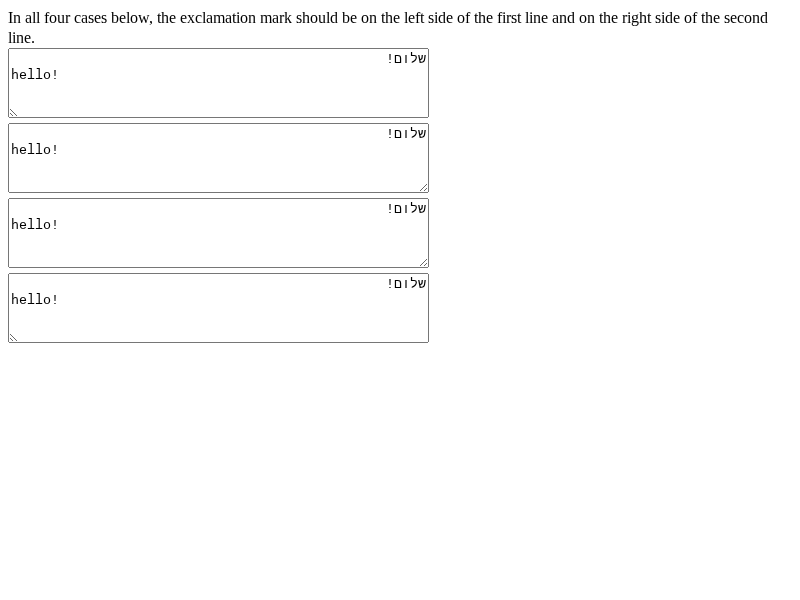 In all four cases below, the exclamation mark should be on the left side of the first line and on the right side of the second
line.
שלום!
hello!
שלום!
hello!
שלום!
hello!
שלום!
hello!